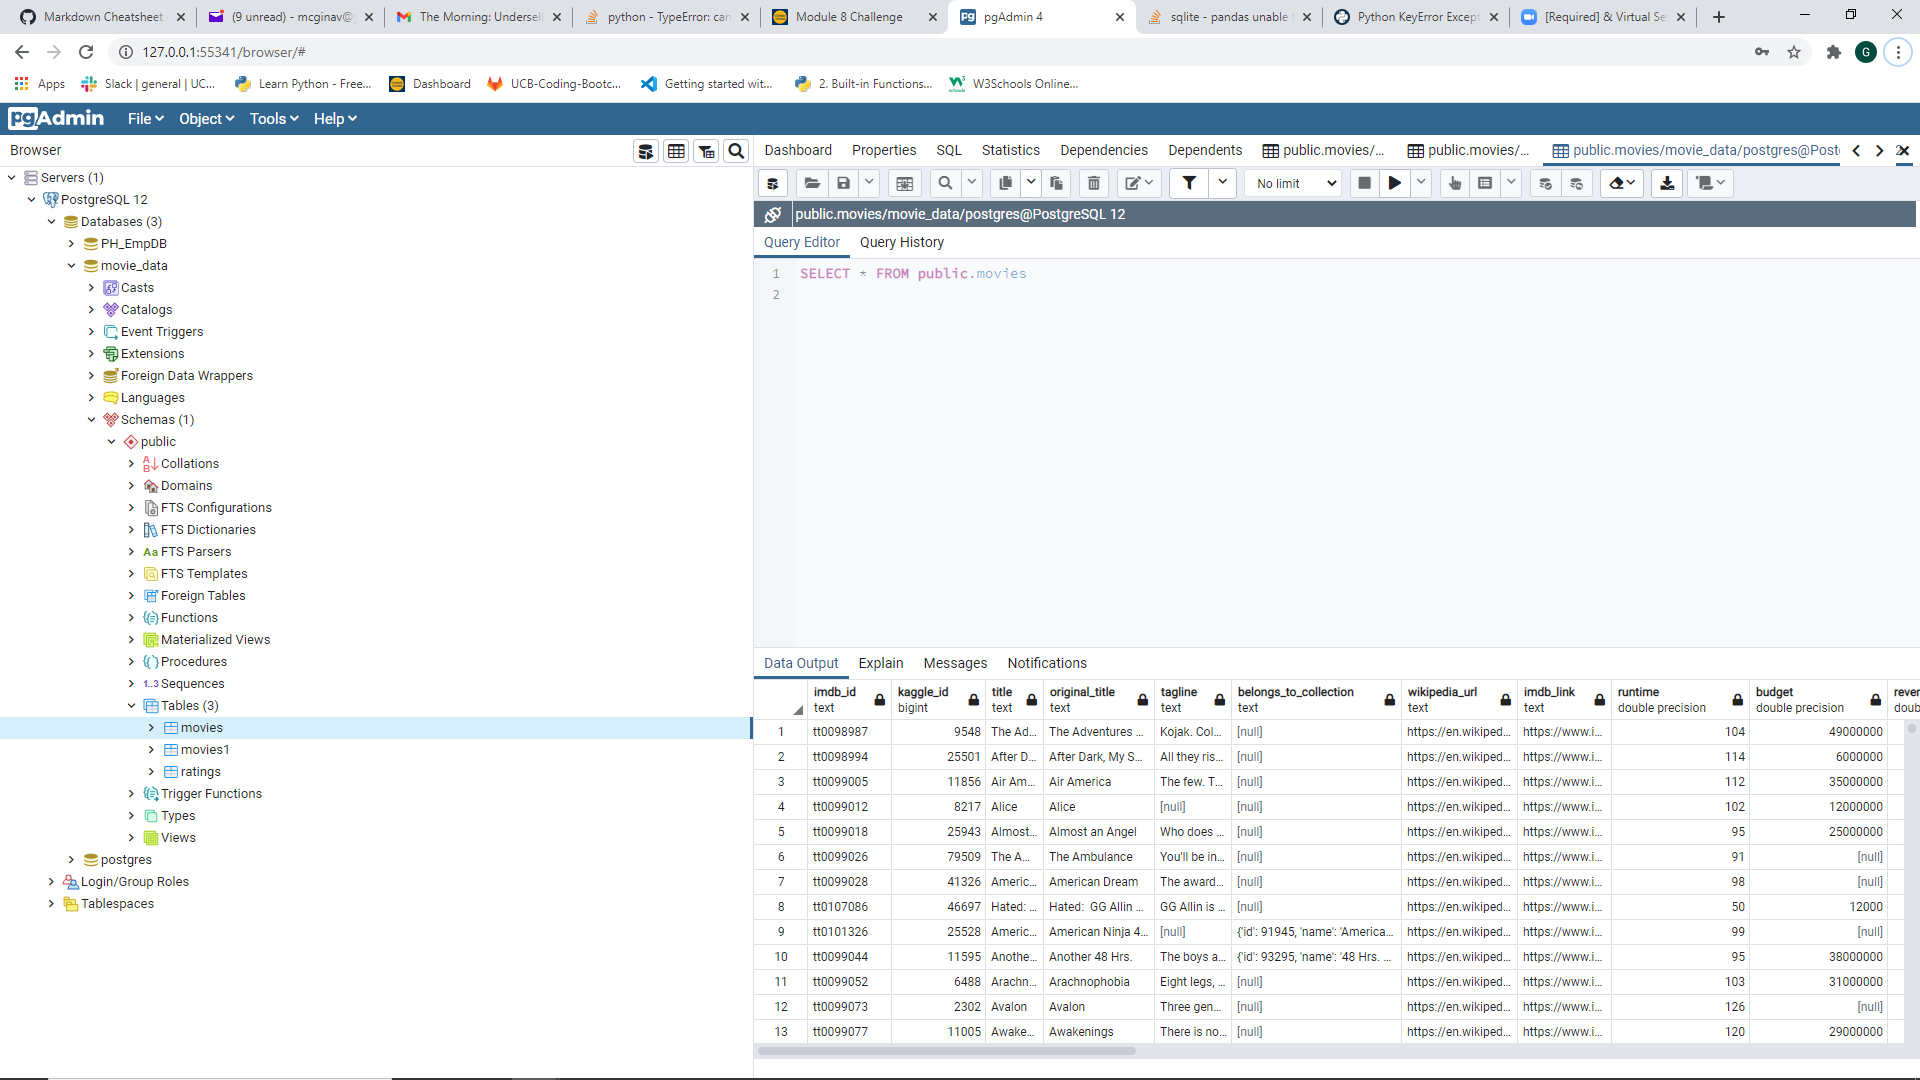 Markdown Cheatsheet
(9 unread) - mcginav@
The Morning: Undersell
python - TypeError: can
Module 8 Challenge
pgAdmin 4
sqlite - pandas unable
Python KeyError Except
[Required] & Virtual Se
127.0.0.1:55341/browser/#
G
Apps
Slack | general | UC...
Learn Python - Free...
Dashboard
UCB-Coding-Bootc...
Getting started wit...
2. Built-in Functions...
W3Schools Online...
pgAdmin File Object Tools Help
Browser
Dashboard Properties SQL Statistics Dependencies Dependents public.movies/... public.movies/... public.movies/movie_data/postgres@Post
Servers (1)
PostgreSQL 12
Databases (3)
PH_EmpDB
movie_data
Casts
Catalogs
Event Triggers
Extensions
Foreign Data Wrappers
Languages
Schemas (1)
public
Collations
Domains
FTS Configurations
FTS Dictionaries
Aa FTS Parsers
FTS Templates
Foreign Tables
Functions
Materialized Views
Procedures
1..3 Sequences
Tables (3)
movies
movies1
ratings
Trigger Functions
Types
Views
postgres
Login/Group Roles
Tablespaces
No limit
public.movies/movie_data/postgres@PostgreSQL 12
Query Editor Query History
1 SELECT * FROM public.movies
2
Data Output Explain Messages Notifications
imdb_id kaggle_id title original_title tagline belongs_to_collection wikipedia_url imdb_link runtime budget rever
text bigint text text text text text text double precision double precision doub
1 tt0098987 9548 The Ad... The Adventures ... Kojak. Col... [null] https://en.wikiped... https://www.i... 104 49000000
2 tt0098994 25501 After D... After Dark, My S... All they ris... [null] https://en.wikiped... https://www.i... 114 6000000
3 tt0099005 11856 Air Am... Air America The few. T... [null] https://en.wikiped... https://www.i... 112 35000000
4 tt0099012 8217 Alice Alice [null] [null] https://en.wikiped... https://www.i... 102 12000000
5 tt0099018 25943 Almost... Almost an Angel Who does ... [null] https://en.wikiped... https://www.i... 95 25000000
6 tt0099026 79509 The A... The Ambulance You'll be in... [null] https://en.wikiped... https://www.i... 91 [null]
7 tt0099028 41326 Americ... American Dream The award... [null] https://en.wikiped... https://www.i... 98 [null]
8 tt0107086 46697 Hated: ... Hated: GG Allin ... GG Allin is ... [null] https://en.wikiped... https://www.i... 50 12000
9 tt0101326 25528 Americ... American Ninja 4... [null] {'id': 91945, 'name': 'America... https://en.wikiped... https://www.i... 99 [null]
10 tt0099044 11595 Anothe... Another 48 Hrs. The boys a... {'id': 93295, 'name': '48 Hrs. ... https://en.wikiped... https://www.i... 95 38000000
11 tt0099052 6488 Arachn... Arachnophobia Eight legs, ... [null] https://en.wikiped... https://www.i... 103 31000000
12 tt0099073 2302 Avalon Avalon Three gen... [null] https://en.wikiped... https://www.i... 126 [null]
13 tt0099077 11005 Awake... Awakenings There is no... [null] https://en.wikiped... https://www.i... 120 29000000